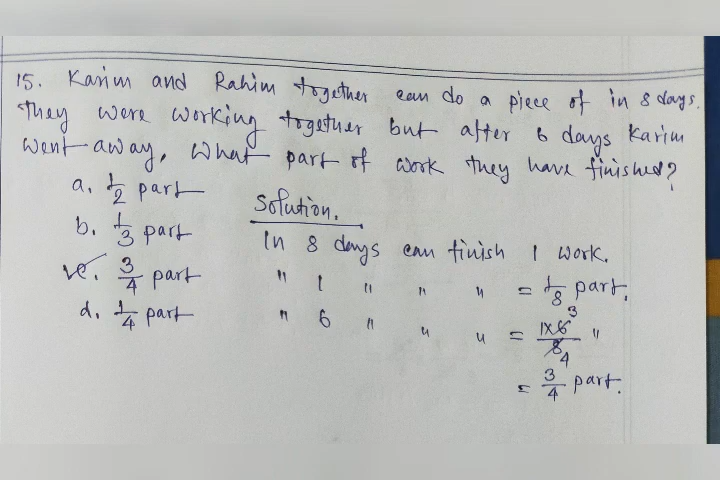 15. Karim and Rahim together can do a piece of in 8 days.
They were working together but after 6 days Karim
went away. What part of work they have finished?
a. 1/2 part
b. 1/3 part
c. 3/4 part
d. 1/4 part
Solution.
In 8 days can finish 1 work.
" 1 " " " = 1/8 part.
" 6 " " " = 1×6/8 "
3
4
= 3/4 part.